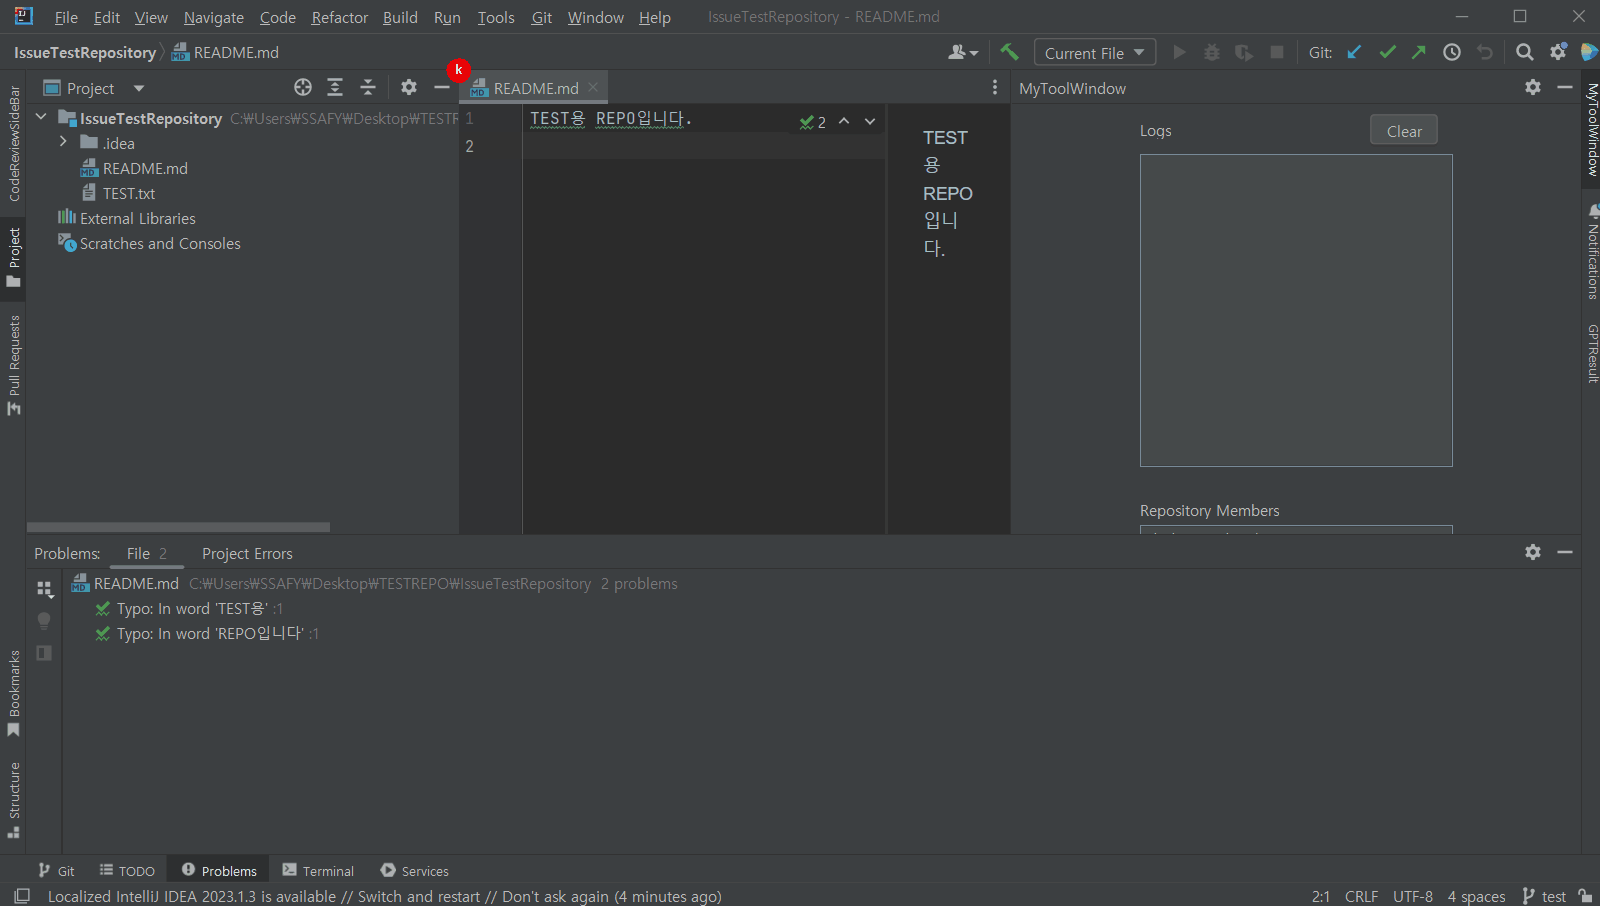 File Edit View Navigate Code Refactor Build Run Tools Git Window Help IssueTestRepository - README.md
IssueTestRepository README.md Current File Git:
k
Project README.md MyToolWindow
IssueTestRepository C:₩Users₩SSAFY₩Desktop₩TESTR
.idea
README.md
TEST.txt
External Libraries
Scratches and Consoles
1 TEST용 REPO입니다. 2
2
TEST
용
REPO
입니
다.
Logs Clear
Repository Members
CodeReviewSideBar
Project
Pull Requests
Bookmarks
Structure
MyToolWindow
Notifications
GPTResult
Problems: File 2 Project Errors
README.md C:₩Users₩SSAFY₩Desktop₩TESTREPO₩IssueTestRepository 2 problems
Typo: In word 'TEST용' :1
Typo: In word 'REPO입니다' :1
Git TODO Problems Terminal Services
Localized IntelliJ IDEA 2023.1.3 is available // Switch and restart // Don't ask again (4 minutes ago) 2:1 CRLF UTF-8 4 spaces test